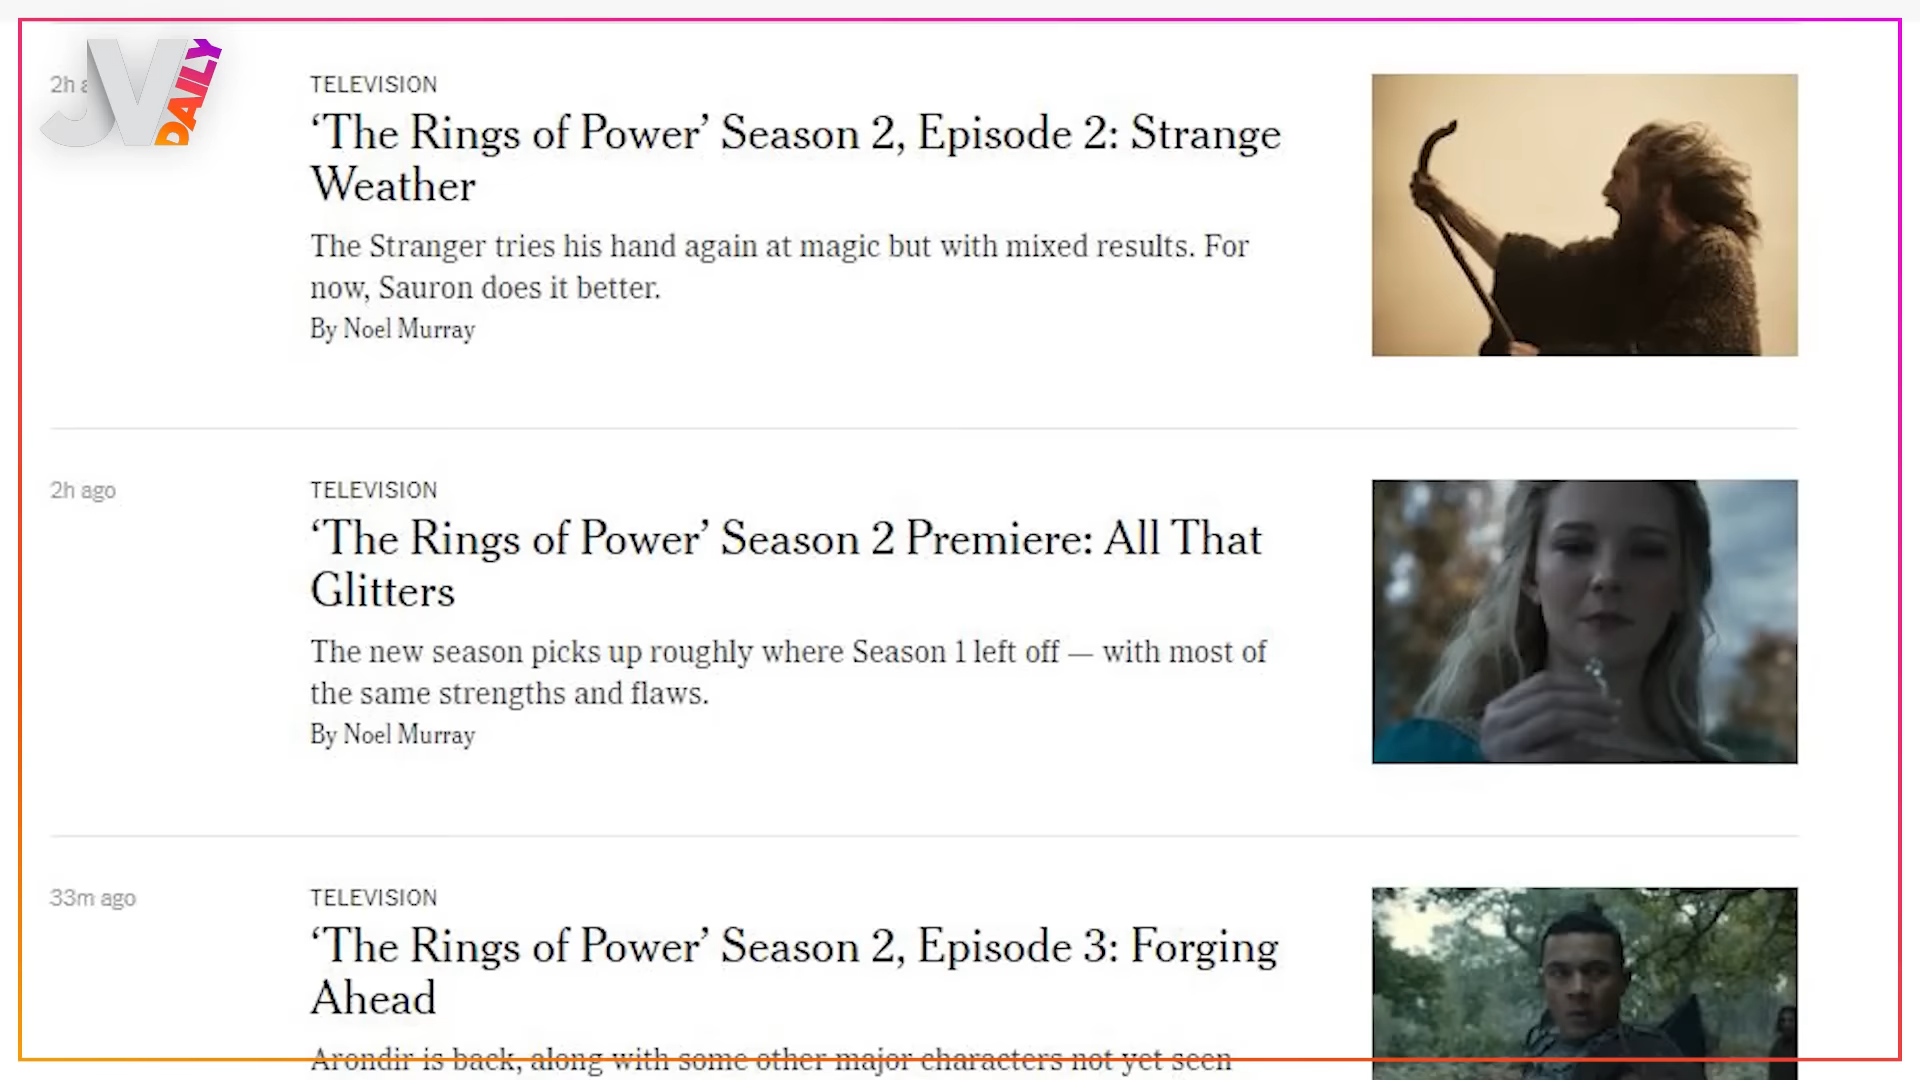 JV DAILY
2h a
TELEVISION
‘The Rings of Power’ Season 2, Episode 2: Strange
Weather
The Stranger tries his hand again at magic but with mixed results. For
now, Sauron does it better.
By Noel Murray
2h ago
TELEVISION
‘The Rings of Power’ Season 2 Premiere: All That
Glitters
The new season picks up roughly where Season 1 left off — with most of
the same strengths and flaws.
By Noel Murray
33m ago
TELEVISION
‘The Rings of Power’ Season 2, Episode 3: Forging
Ahead
Arondir is back, along with some other major characters not yet seen